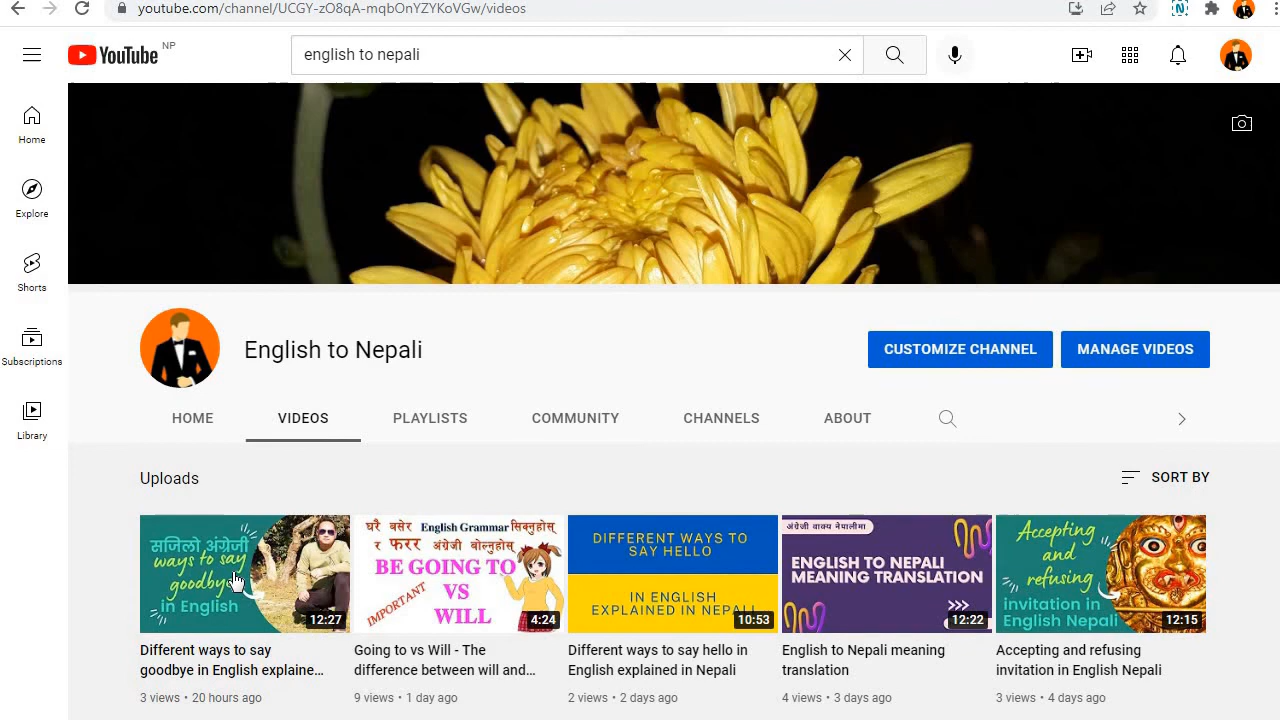 youtube.com/channel/UCGY-zO8qA-mqbOnYZYKoVGw/videos
YouTube NP
english to nepali
Home
Explore
Shorts
Subscriptions
Library
English to Nepali
CUSTOMIZE CHANNEL
MANAGE VIDEOS
HOME
VIDEOS
PLAYLISTS
COMMUNITY
CHANNELS
ABOUT
Uploads
SORT BY
सजिलो अंग्रेजी
ways to say
goodbye
in English
12:27
घरै बसेर English Grammar सिक्नुहोस्
र फरर अंग्रेजी बोल्नुहोस्
BE GOING TO
VS
WILL
IMPORTANT
4:24
DIFFERENT WAYS TO
SAY HELLO
IN ENGLISH
EXPLAINED IN NEPALI
10:53
अंग्रेजी वाक्य नेपालीमा
ENGLISH TO NEPALI
MEANING TRANSLATION
12:22
Accepting
and
refusing
invitation in
English Nepali
12:15
Different ways to say
goodbye in English explaine...
3 views • 20 hours ago
Going to vs Will - The
difference between will and...
9 views • 1 day ago
Different ways to say hello in
English explained in Nepali
2 views • 2 days ago
English to Nepali meaning
translation
4 views • 3 days ago
Accepting and refusing
invitation in English Nepali
3 views • 4 days ago